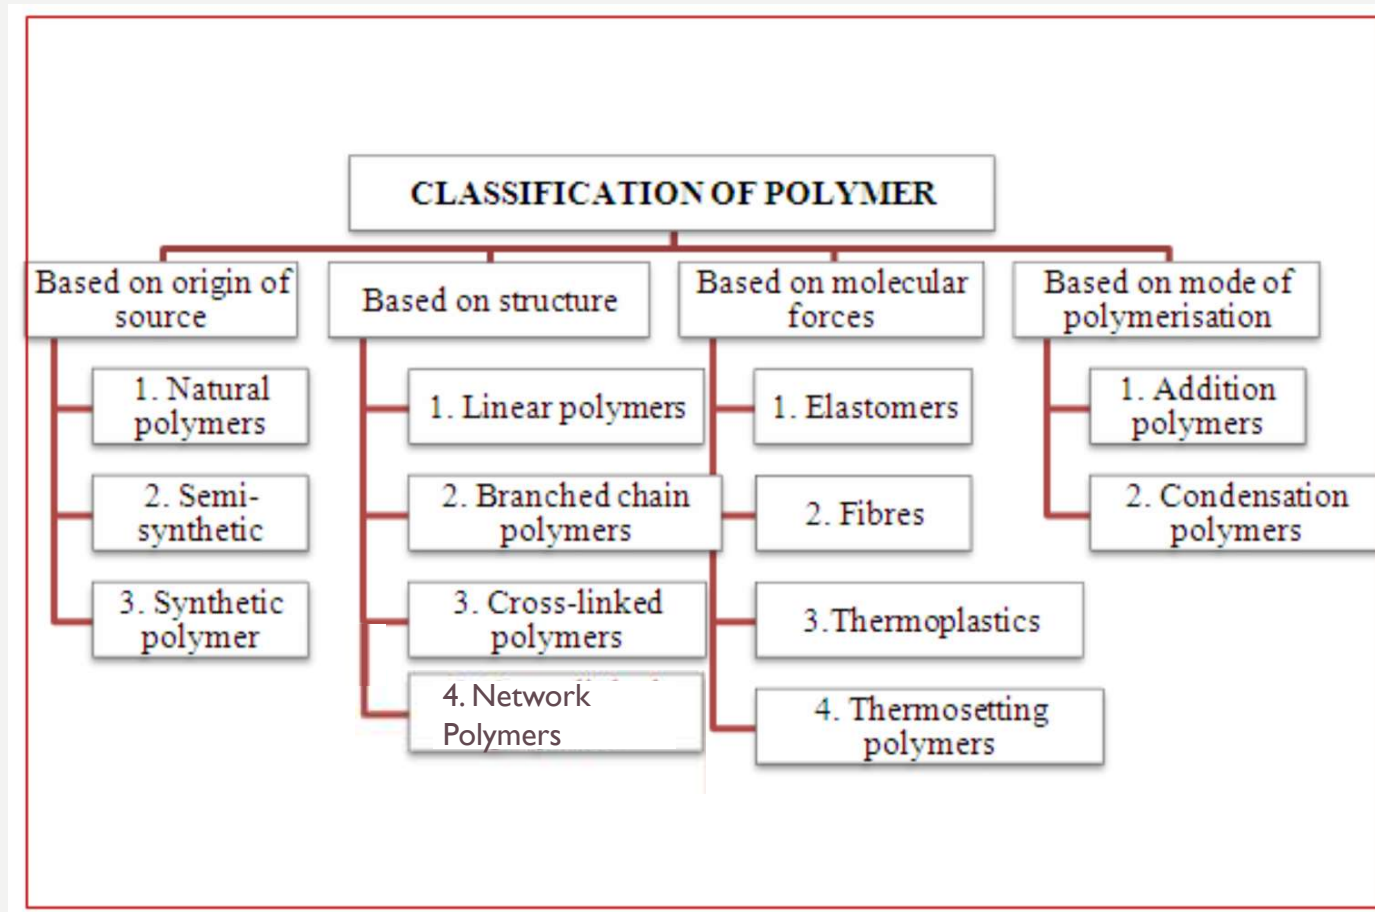 CLASSIFICATION OF POLYMER
Based on origin of
source
1. Natural
polymers
2. Semi-
synthetic
3. Synthetic
polymer
Based on structure
1. Linear polymers
2. Branched chain
polymers
3. Cross-linked
polymers
4. Network
Polymers
Based on molecular
forces
1. Elastomers
2. Fibres
3.Thermoplastics
4. Thermosetting
polymers
Based on mode of
polymerisation
1. Addition
polymers
2. Condensation
polymers